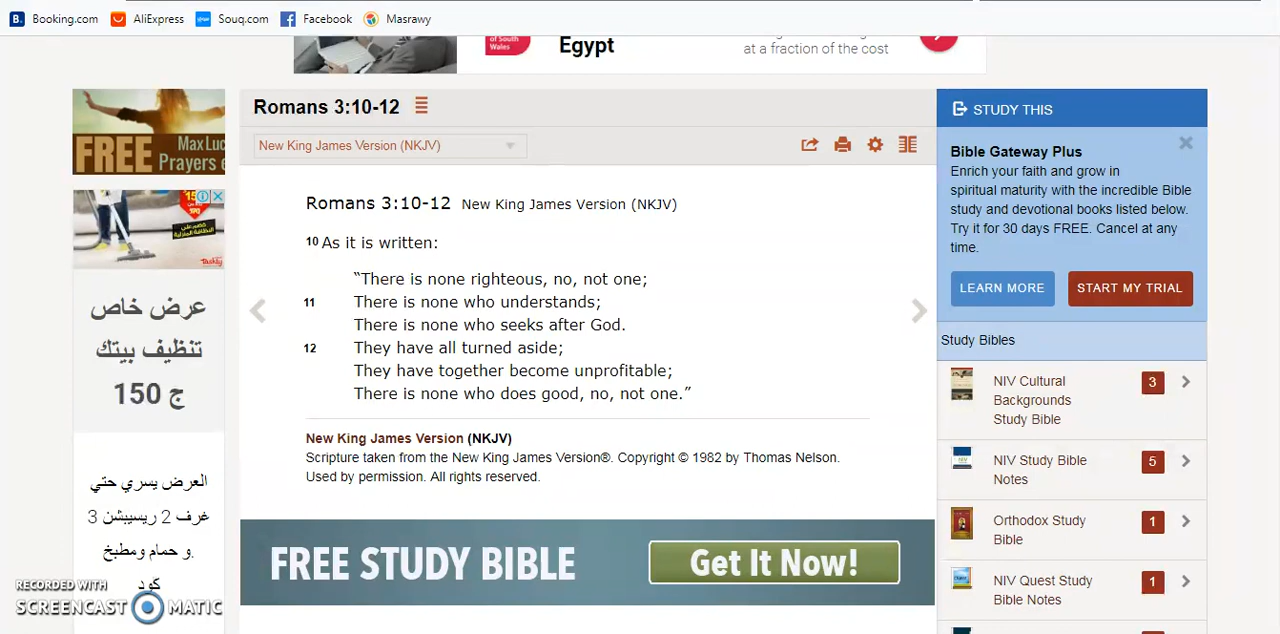 Booking.com AliExpress Souq.com Facebook Masrawy
of South
Wales
Egypt
at a fraction of the cost
FREE Max Luc
Prayers
عرض خاص
تنظيف بيتك
150 ج
العرض يسري حتي
3 غرف 2 ريسيبشن
و حمام ومطبخ.
كود
RECORDED WITH
SCREENCAST MATIC
Romans 3:10-12
New King James Version (NKJV)
Romans 3:10-12 New King James Version (NKJV)
10 As it is written:
“There is none righteous, no, not one;
11 There is none who understands;
There is none who seeks after God.
12 They have all turned aside;
They have together become unprofitable;
There is none who does good, no, not one.”
New King James Version (NKJV)
Scripture taken from the New King James Version®. Copyright © 1982 by Thomas Nelson.
Used by permission. All rights reserved.
FREE STUDY BIBLE Get It Now!
STUDY THIS
Bible Gateway Plus
Enrich your faith and grow in
spiritual maturity with the incredible Bible
study and devotional books listed below.
Try it for 30 days FREE. Cancel at any
time.
LEARN MORE START MY TRIAL
Study Bibles
NIV Cultural
Backgrounds
Study Bible
3
NIV Study Bible
Notes
5
Orthodox Study
Bible
1
NIV Quest Study
Bible Notes
1